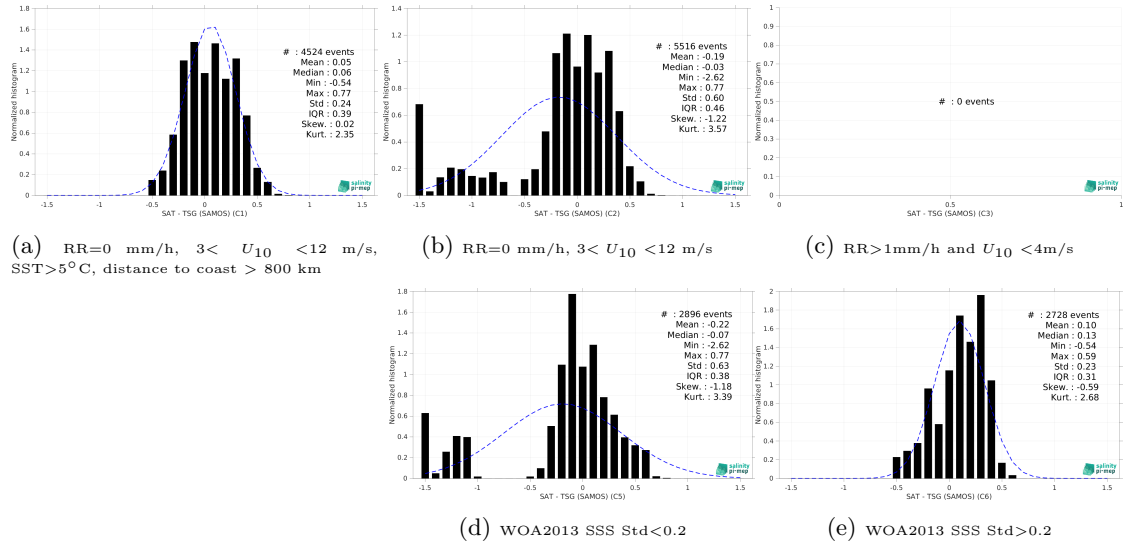 1.8
1.6
1.4
1.2
1
0.8
0.6
0.4
0.2
0
Normalized histogram
# : 4524 events
Mean : 0.05
Median : 0.06
Min : -0.54
Max : 0.77
Std : 0.24
IQR : 0.39
Skew. : 0.02
Kurt. : 2.35
salinity
pi-mep
-1.5 -1 -0.5 0 0.5 1 1.5
SAT - TSG (SAMOS) (C1)
(a) RR=0 mm/h, 3< U10 <12 m/s,
SST>5°C, distance to coast > 800 km
1.4
1.2
1
0.8
0.6
0.4
0.2
0
Normalized histogram
# : 5516 events
Mean : -0.19
Median : -0.03
Min : -2.62
Max : 0.77
Std : 0.60
IQR : 0.46
Skew. : -1.22
Kurt. : 3.57
salinity
pi-mep
-1.5 -1 -0.5 0 0.5 1 1.5
SAT - TSG (SAMOS) (C2)
(b) RR=0 mm/h, 3< U10 <12 m/s
1
0.9
0.8
0.7
0.6
0.5
0.4
0.3
0.2
0.1
0
Normalized histogram
# : 0 events
salinity
pi-mep
0 0.5 1
SAT - TSG (SAMOS) (C3)
(c) RR>1mm/h and U10 <4m/s
1.8
1.6
1.4
1.2
1
0.8
0.6
0.4
0.2
0
Normalized histogram
# : 2896 events
Mean : -0.22
Median : -0.07
Min : -2.62
Max : 0.77
Std : 0.63
IQR : 0.38
Skew. : -1.18
Kurt. : 3.39
salinity
pi-mep
-1.5 -1 -0.5 0 0.5 1 1.5
SAT - TSG (SAMOS) (C5)
(d) WOA2013 SSS Std<0.2
2
1.8
1.6
1.4
1.2
1
0.8
0.6
0.4
0.2
0
Normalized histogram
# : 2728 events
Mean : 0.10
Median : 0.13
Min : -0.54
Max : 0.59
Std : 0.23
IQR : 0.31
Skew. : -0.59
Kurt. : 2.68
salinity
pi-mep
-1.5 -1 -0.5 0 0.5 1 1.5
SAT - TSG (SAMOS) (C6)
(e) WOA2013 SSS Std>0.2